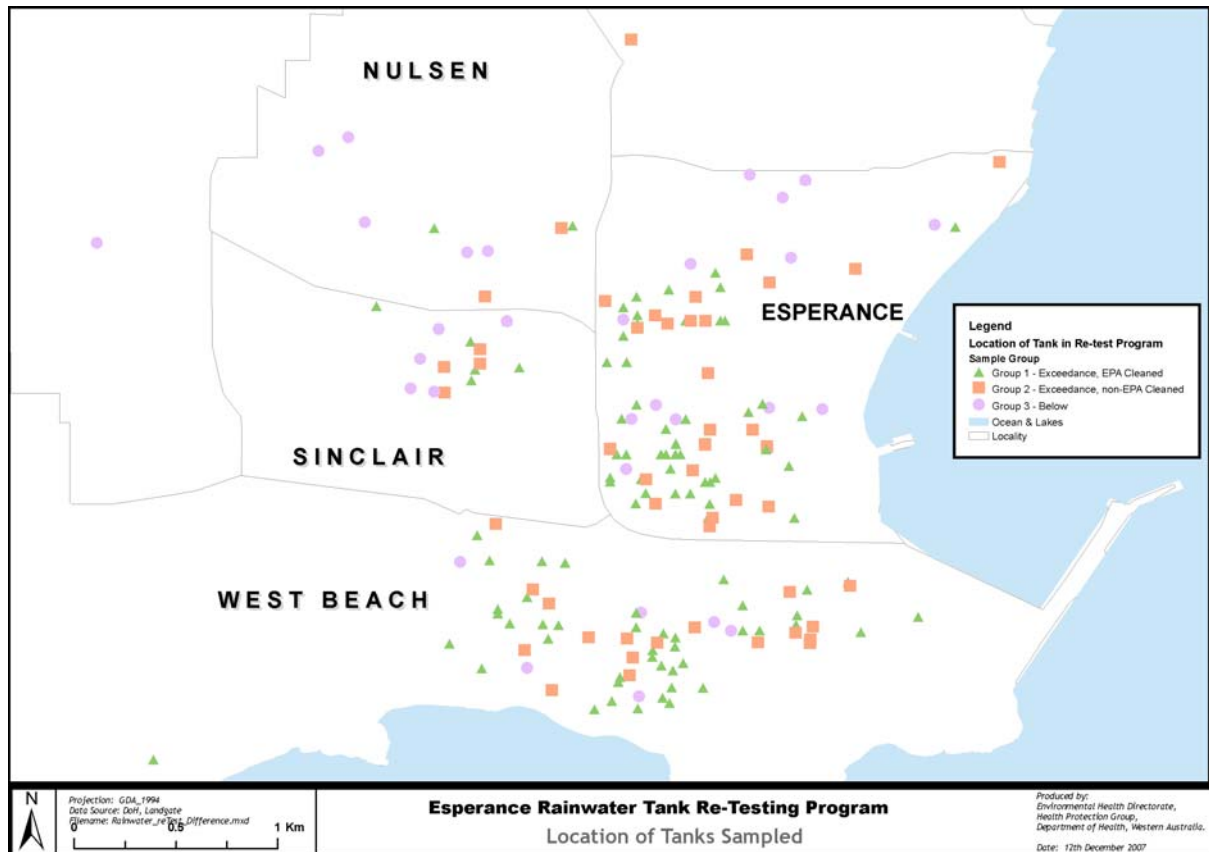 NULSEN
ESPERANCE
SINCLAIR
WEST BEACH
Legend
Location of Tank in Re-test Program
Sample Group
Group 1 - Exceedance, EPA Cleaned
Group 2 - Exceedance, non-EPA Cleaned
Group 3 - Below
Ocean & Lakes
Locality
N
Projection: GDA_1994
Data Source: DoH, Landgate
Filename: Rainwater_reTest_Difference.mxd
0 0.5 1 Km
Esperance Rainwater Tank Re-Testing Program
Location of Tanks Sampled
Produced by:
Environmental Health Directorate,
Health Protection Group,
Department of Health, Western Australia.
Date: 12th December 2007